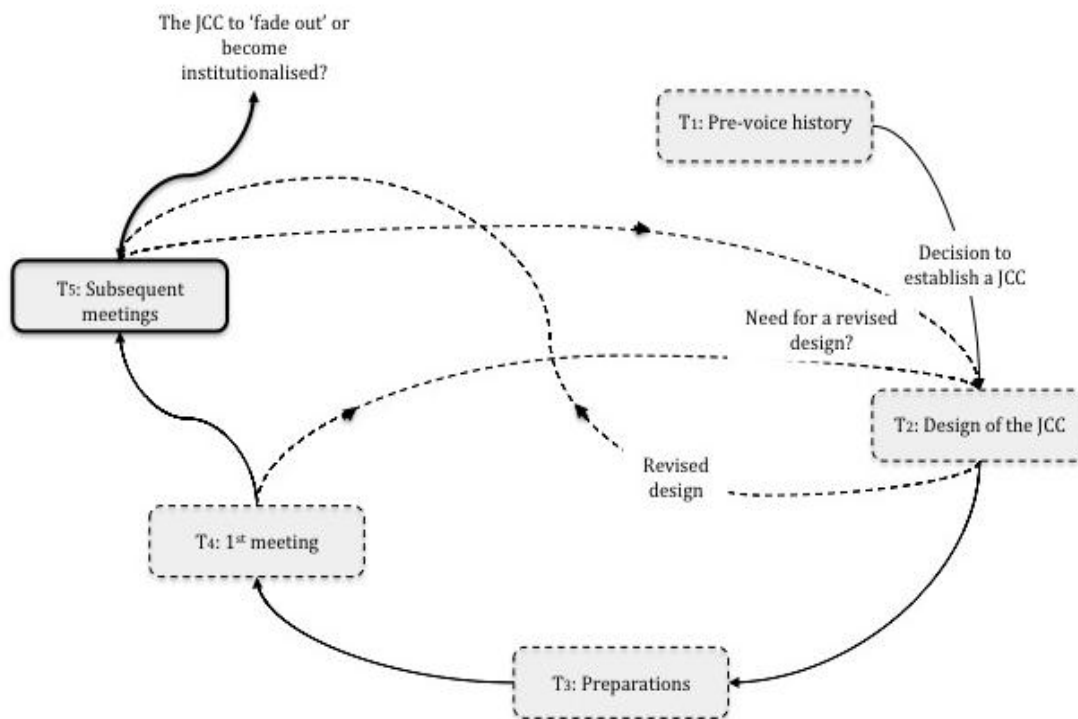 The JCC to ‘fade out’ or
become
institutionalised?
T1: Pre-voice history
Decision to
establish a JCC
T5: Subsequent
meetings
Need for a revised
design?
T2: Design of the JCC
Revised
design
T4: 1st meeting
T3: Preparations